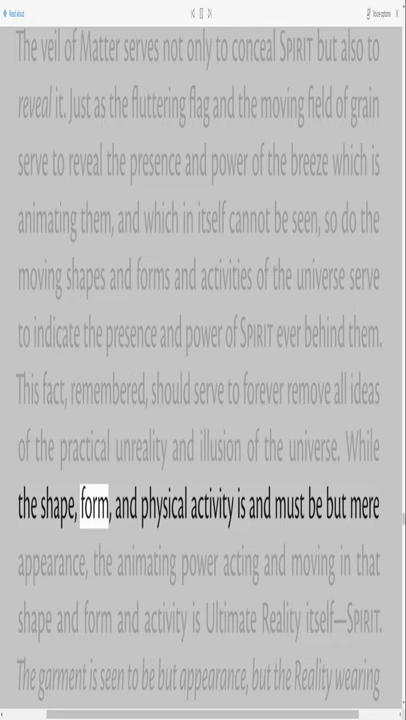 Read aloud Voice options X
The veil of Matter serves not only to conceal SPIRIT but also to
reveal it. Just as the fluttering flag and the moving field of grain
serve to reveal the presence and power of the breeze which is
animating them, and which in itself cannot be seen, so do the
moving shapes and forms and activities of the universe serve
to indicate the presence and power of SPIRIT ever behind them.
This fact, remembered, should serve to forever remove all ideas
of the practical unreality and illusion of the universe. While
the shape, form, and physical activity is and must be but mere
appearance, the animating power acting and moving in that
shape and form and activity is Ultimate Reality itself—SPIRIT.
The garment is seen to be but appearance, but the Reality wearing